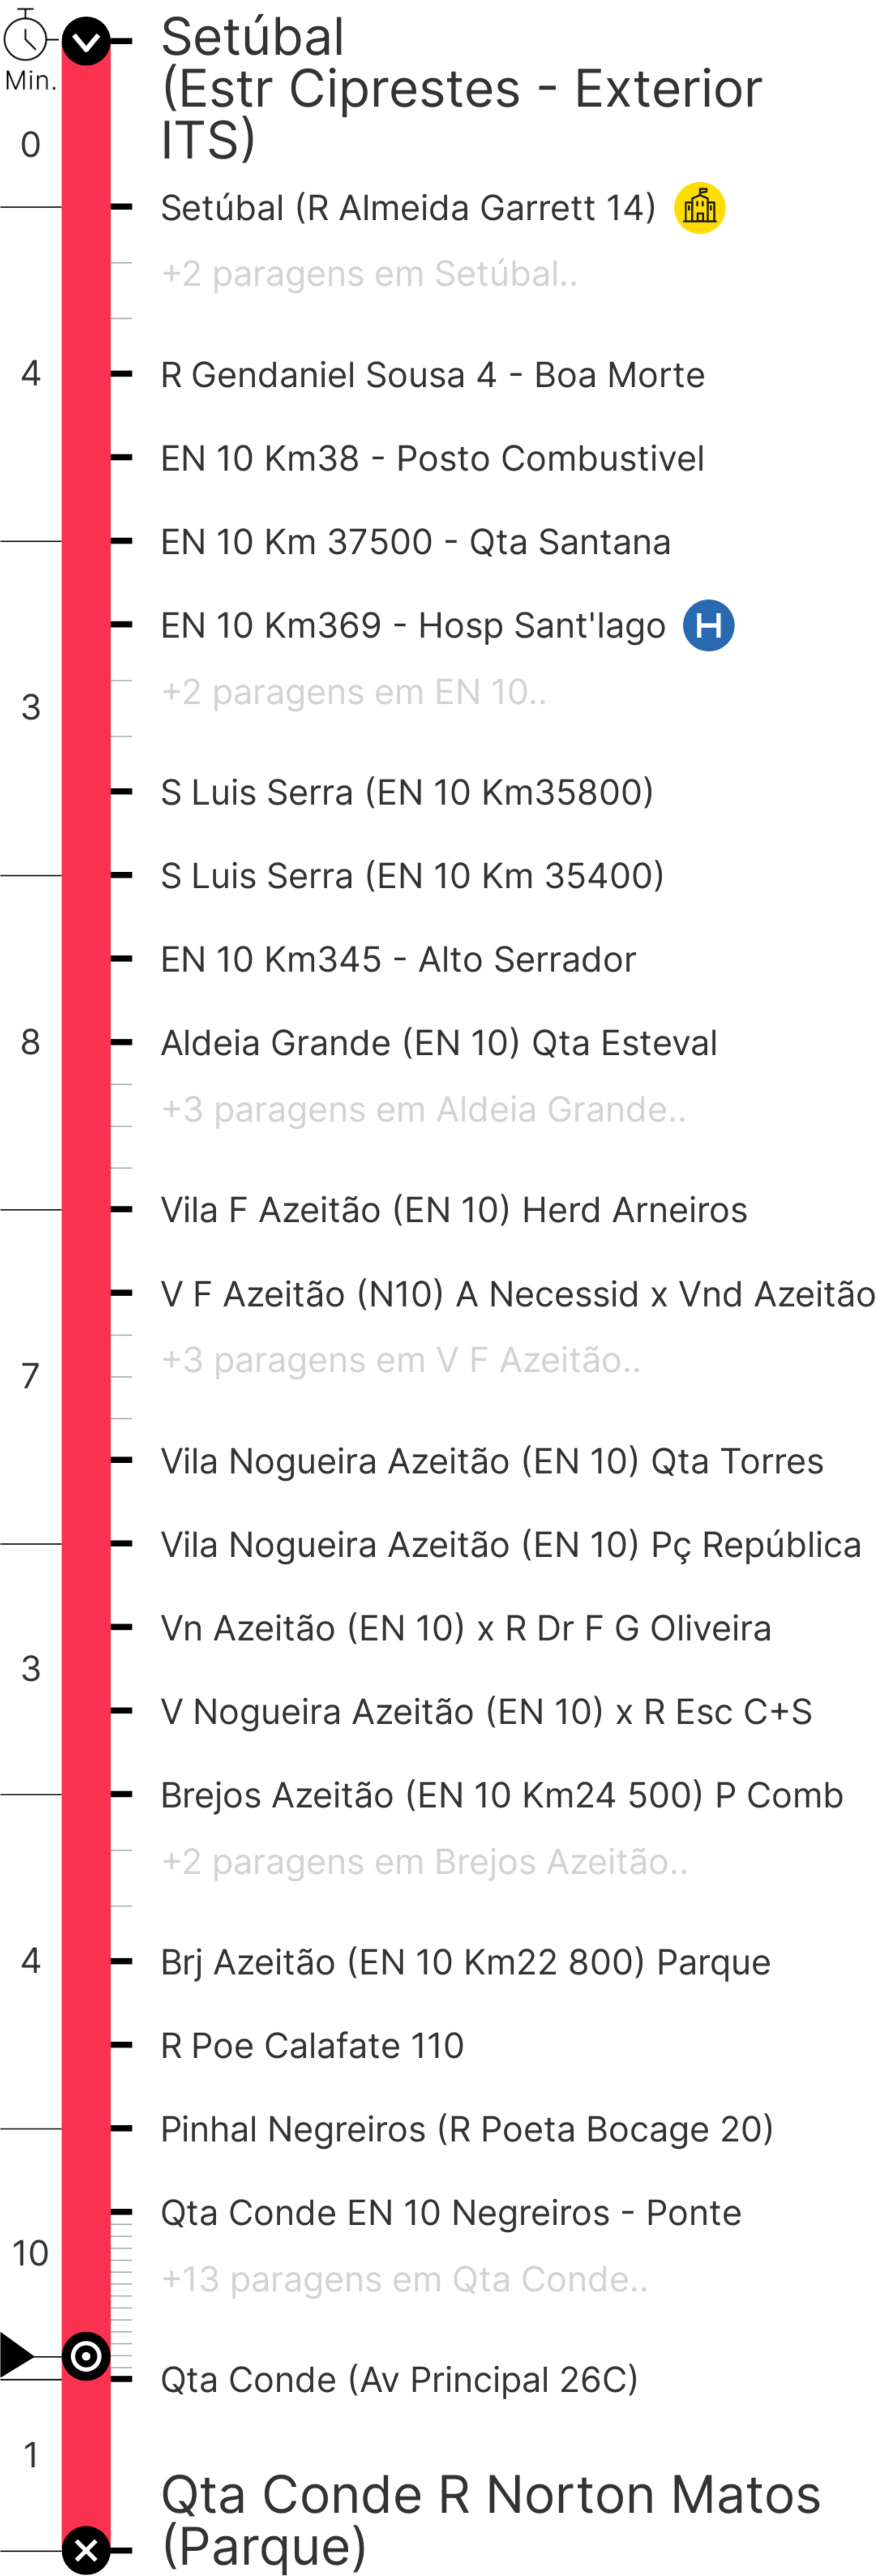 Setúbal
(Estr Ciprestes - Exterior
ITS)
Min.
0
Setúbal (R Almeida Garrett 14)
+2 paragens em Setúbal..
4
R Gendaniel Sousa 4 - Boa Morte
EN 10 Km38 - Posto Combustivel
EN 10 Km 37500 - Qta Santana
EN 10 Km369 - Hosp Sant'Iago H
+2 paragens em EN 10..
3
S Luis Serra (EN 10 Km35800)
S Luis Serra (EN 10 Km 35400)
EN 10 Km345 - Alto Serrador
8
Aldeia Grande (EN 10) Qta Esteval
+3 paragens em Aldeia Grande..
Vila F Azeitão (EN 10) Herd Arneiros
V F Azeitão (N10) A Necessid x Vnd Azeitão
+3 paragens em V F Azeitão..
7
Vila Nogueira Azeitão (EN 10) Qta Torres
Vila Nogueira Azeitão (EN 10) Pç República
Vn Azeitão (EN 10) x R Dr F G Oliveira
3
V Nogueira Azeitão (EN 10) x R Esc C+S
Brejos Azeitão (EN 10 Km24 500) P Comb
+2 paragens em Brejos Azeitão..
4
Brj Azeitão (EN 10 Km22 800) Parque
R Poe Calafate 110
Pinhal Negreiros (R Poeta Bocage 20)
Qta Conde EN 10 Negreiros - Ponte
10
+13 paragens em Qta Conde..
Qta Conde (Av Principal 26C)
1
Qta Conde R Norton Matos
(Parque)